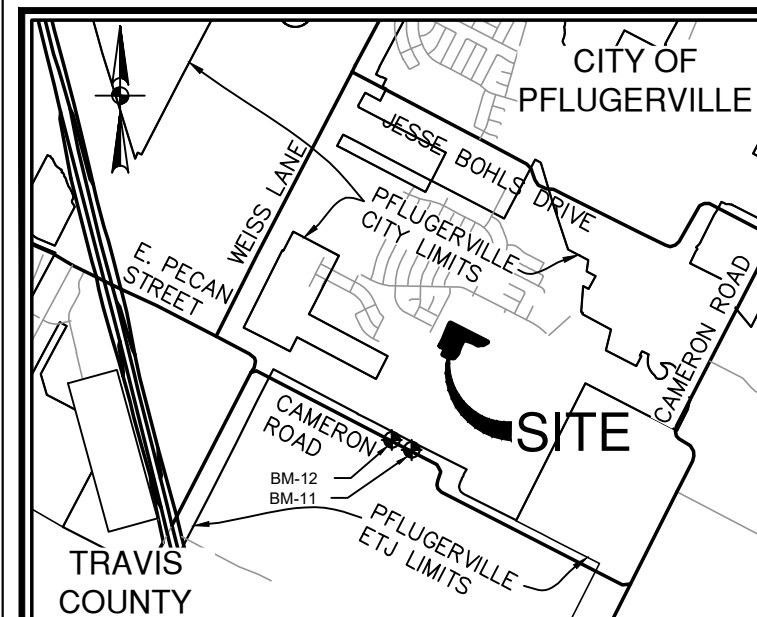 CITY OF
PFLUGERVILLE
JESSE BOHLS DRIVE
WEISS LANE
PFLUGERVILLE
CITY LIMITS
E. PECAN
STREET
CAMERON ROAD
SITE
CAMERON
ROAD
BM-12
BM-11
PFLUGERVILLE
ETJ LIMITS
TRAVIS
COUNTY